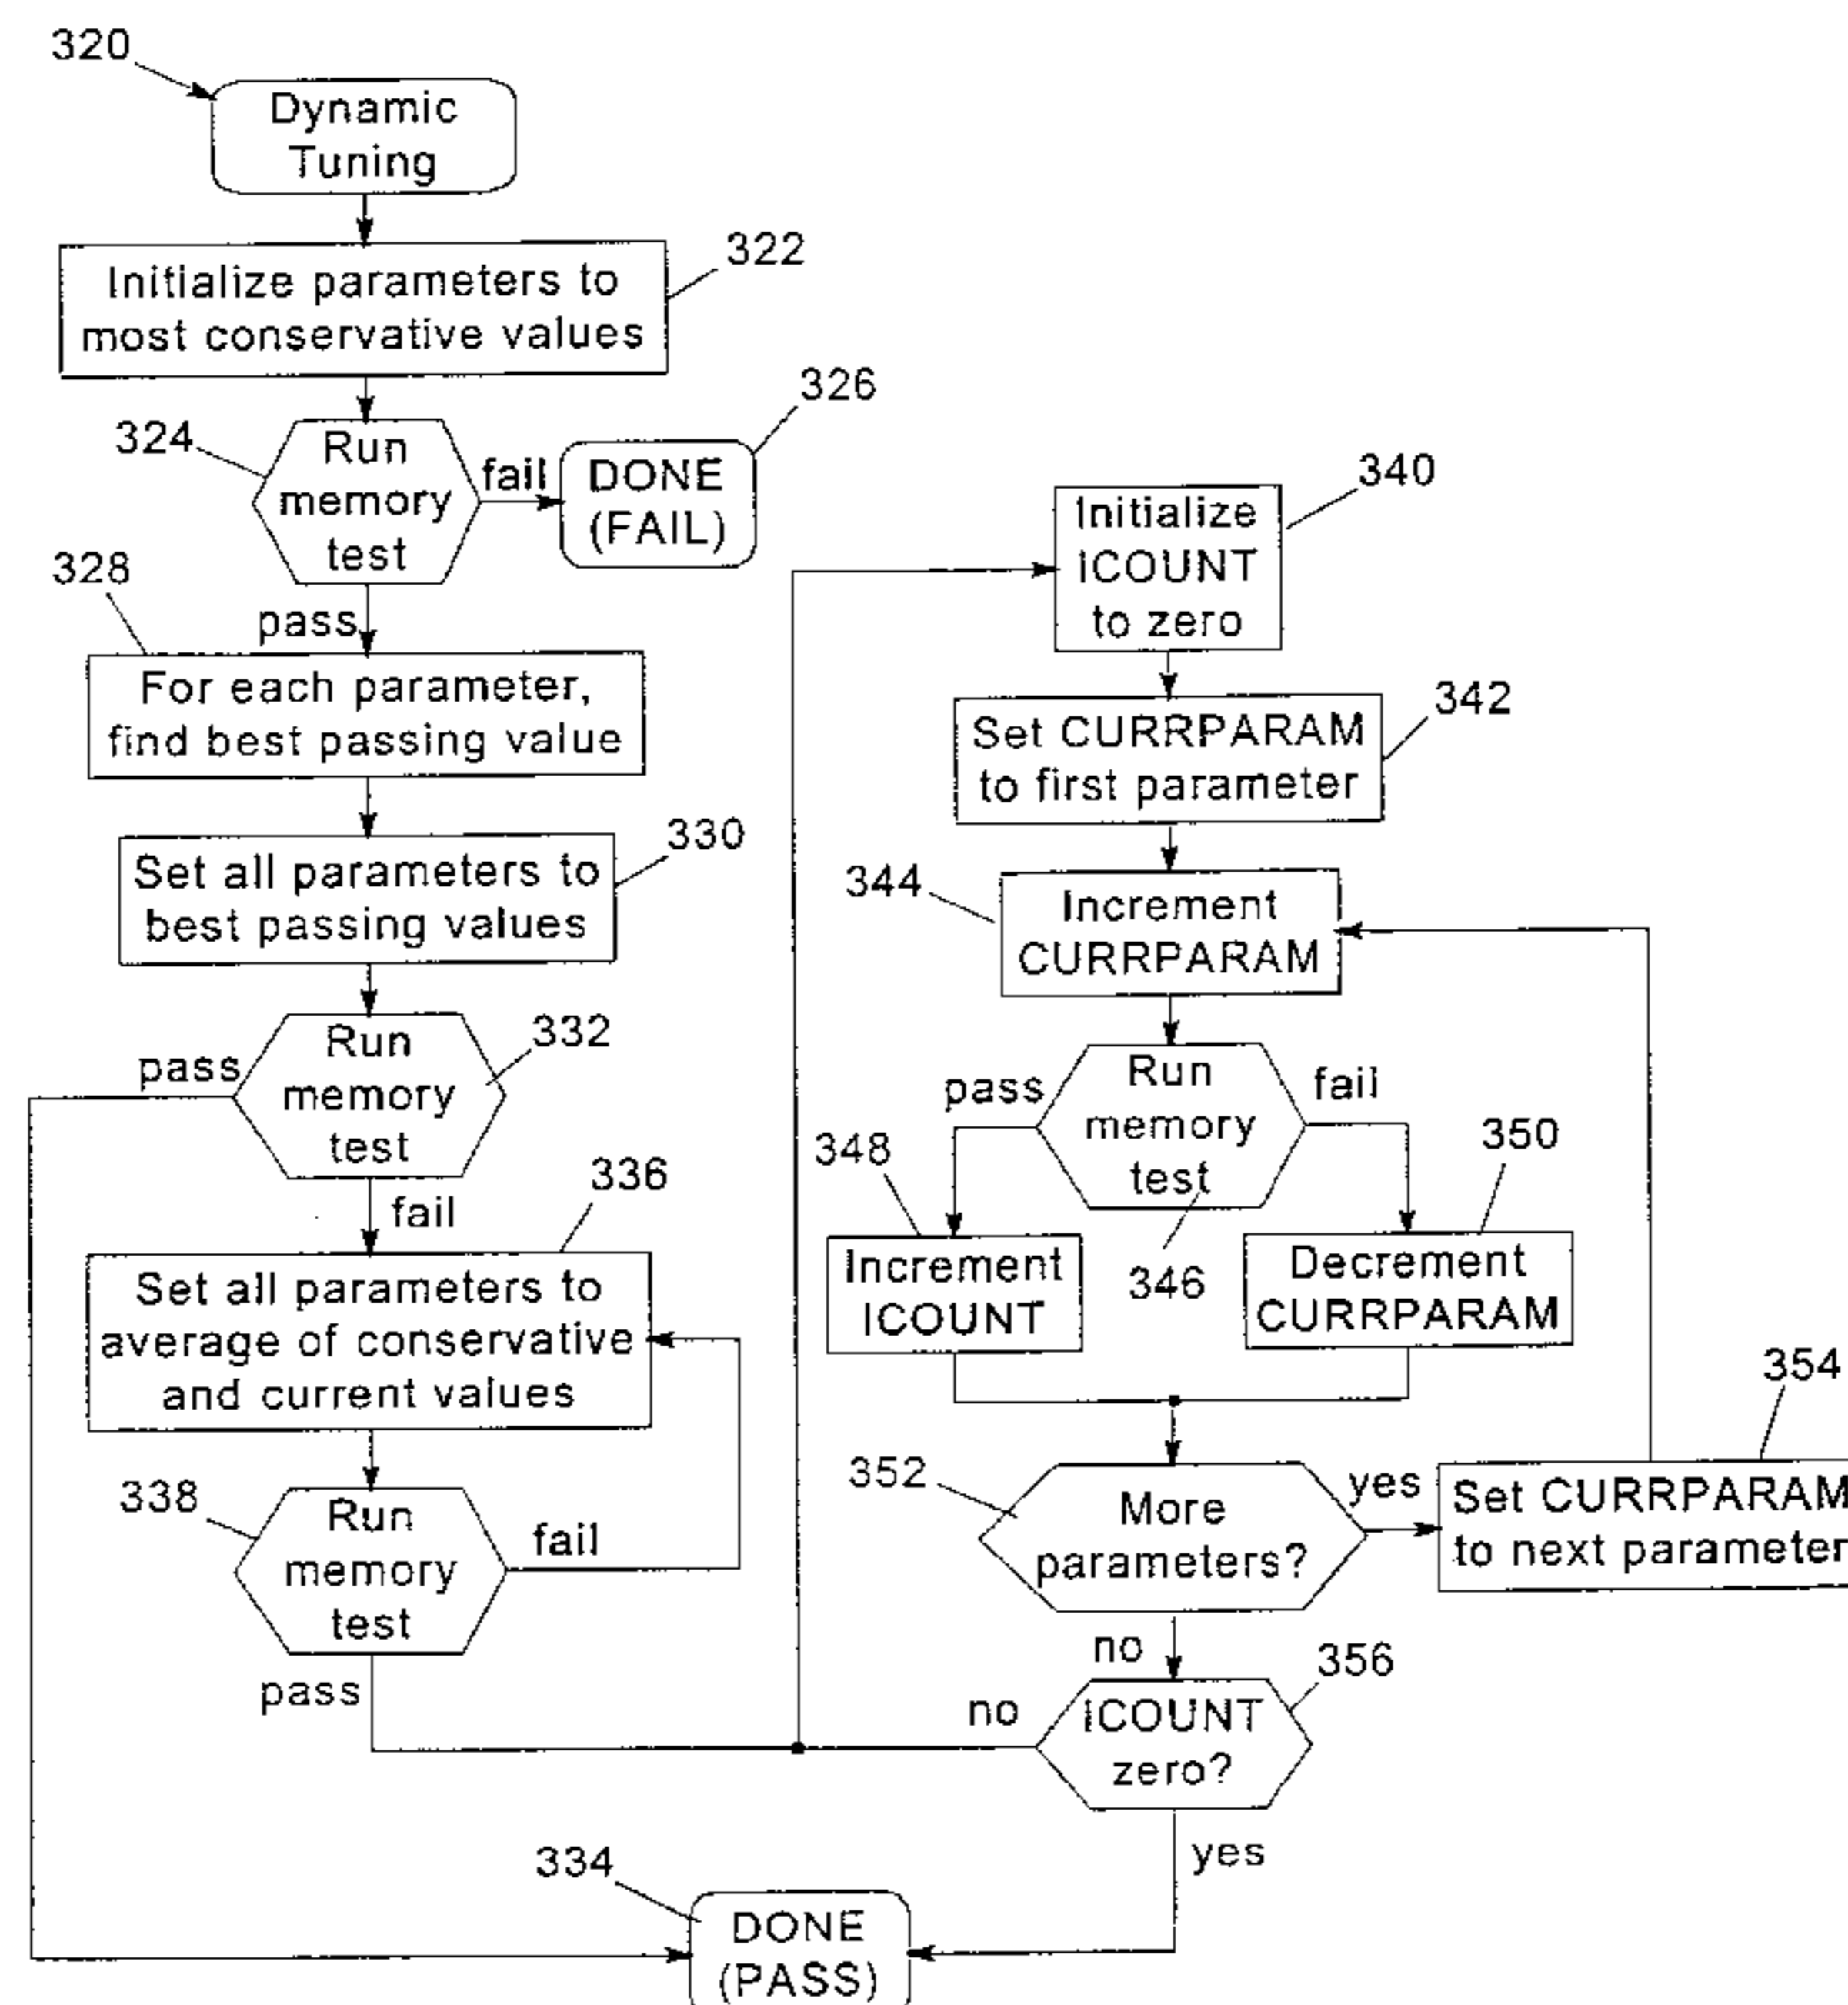 320
Dynamic
Tuning
322
Initialize parameters to
most conservative values
324
Run
memory
test
fail
326
DONE
(FAIL)
pass
328
For each parameter,
find best passing value
330
Set all parameters to
best passing values
332
Run
memory
test
pass
fail
336
Set all parameters to
average of conservative
and current values
338
Run
memory
test
fail
pass
340
Initialize
ICOUNT
to zero
342
Set CURRPARAM
to first parameter
344
Increment
CURRPARAM
Run
memory
test
346
pass
fail
348
Increment
ICOUNT
350
Decrement
CURRPARAM
352
More
parameters?
yes
354
Set CURRPARAM
to next parameter
no
356
ICOUNT
zero?
no
yes
334
DONE
(PASS)